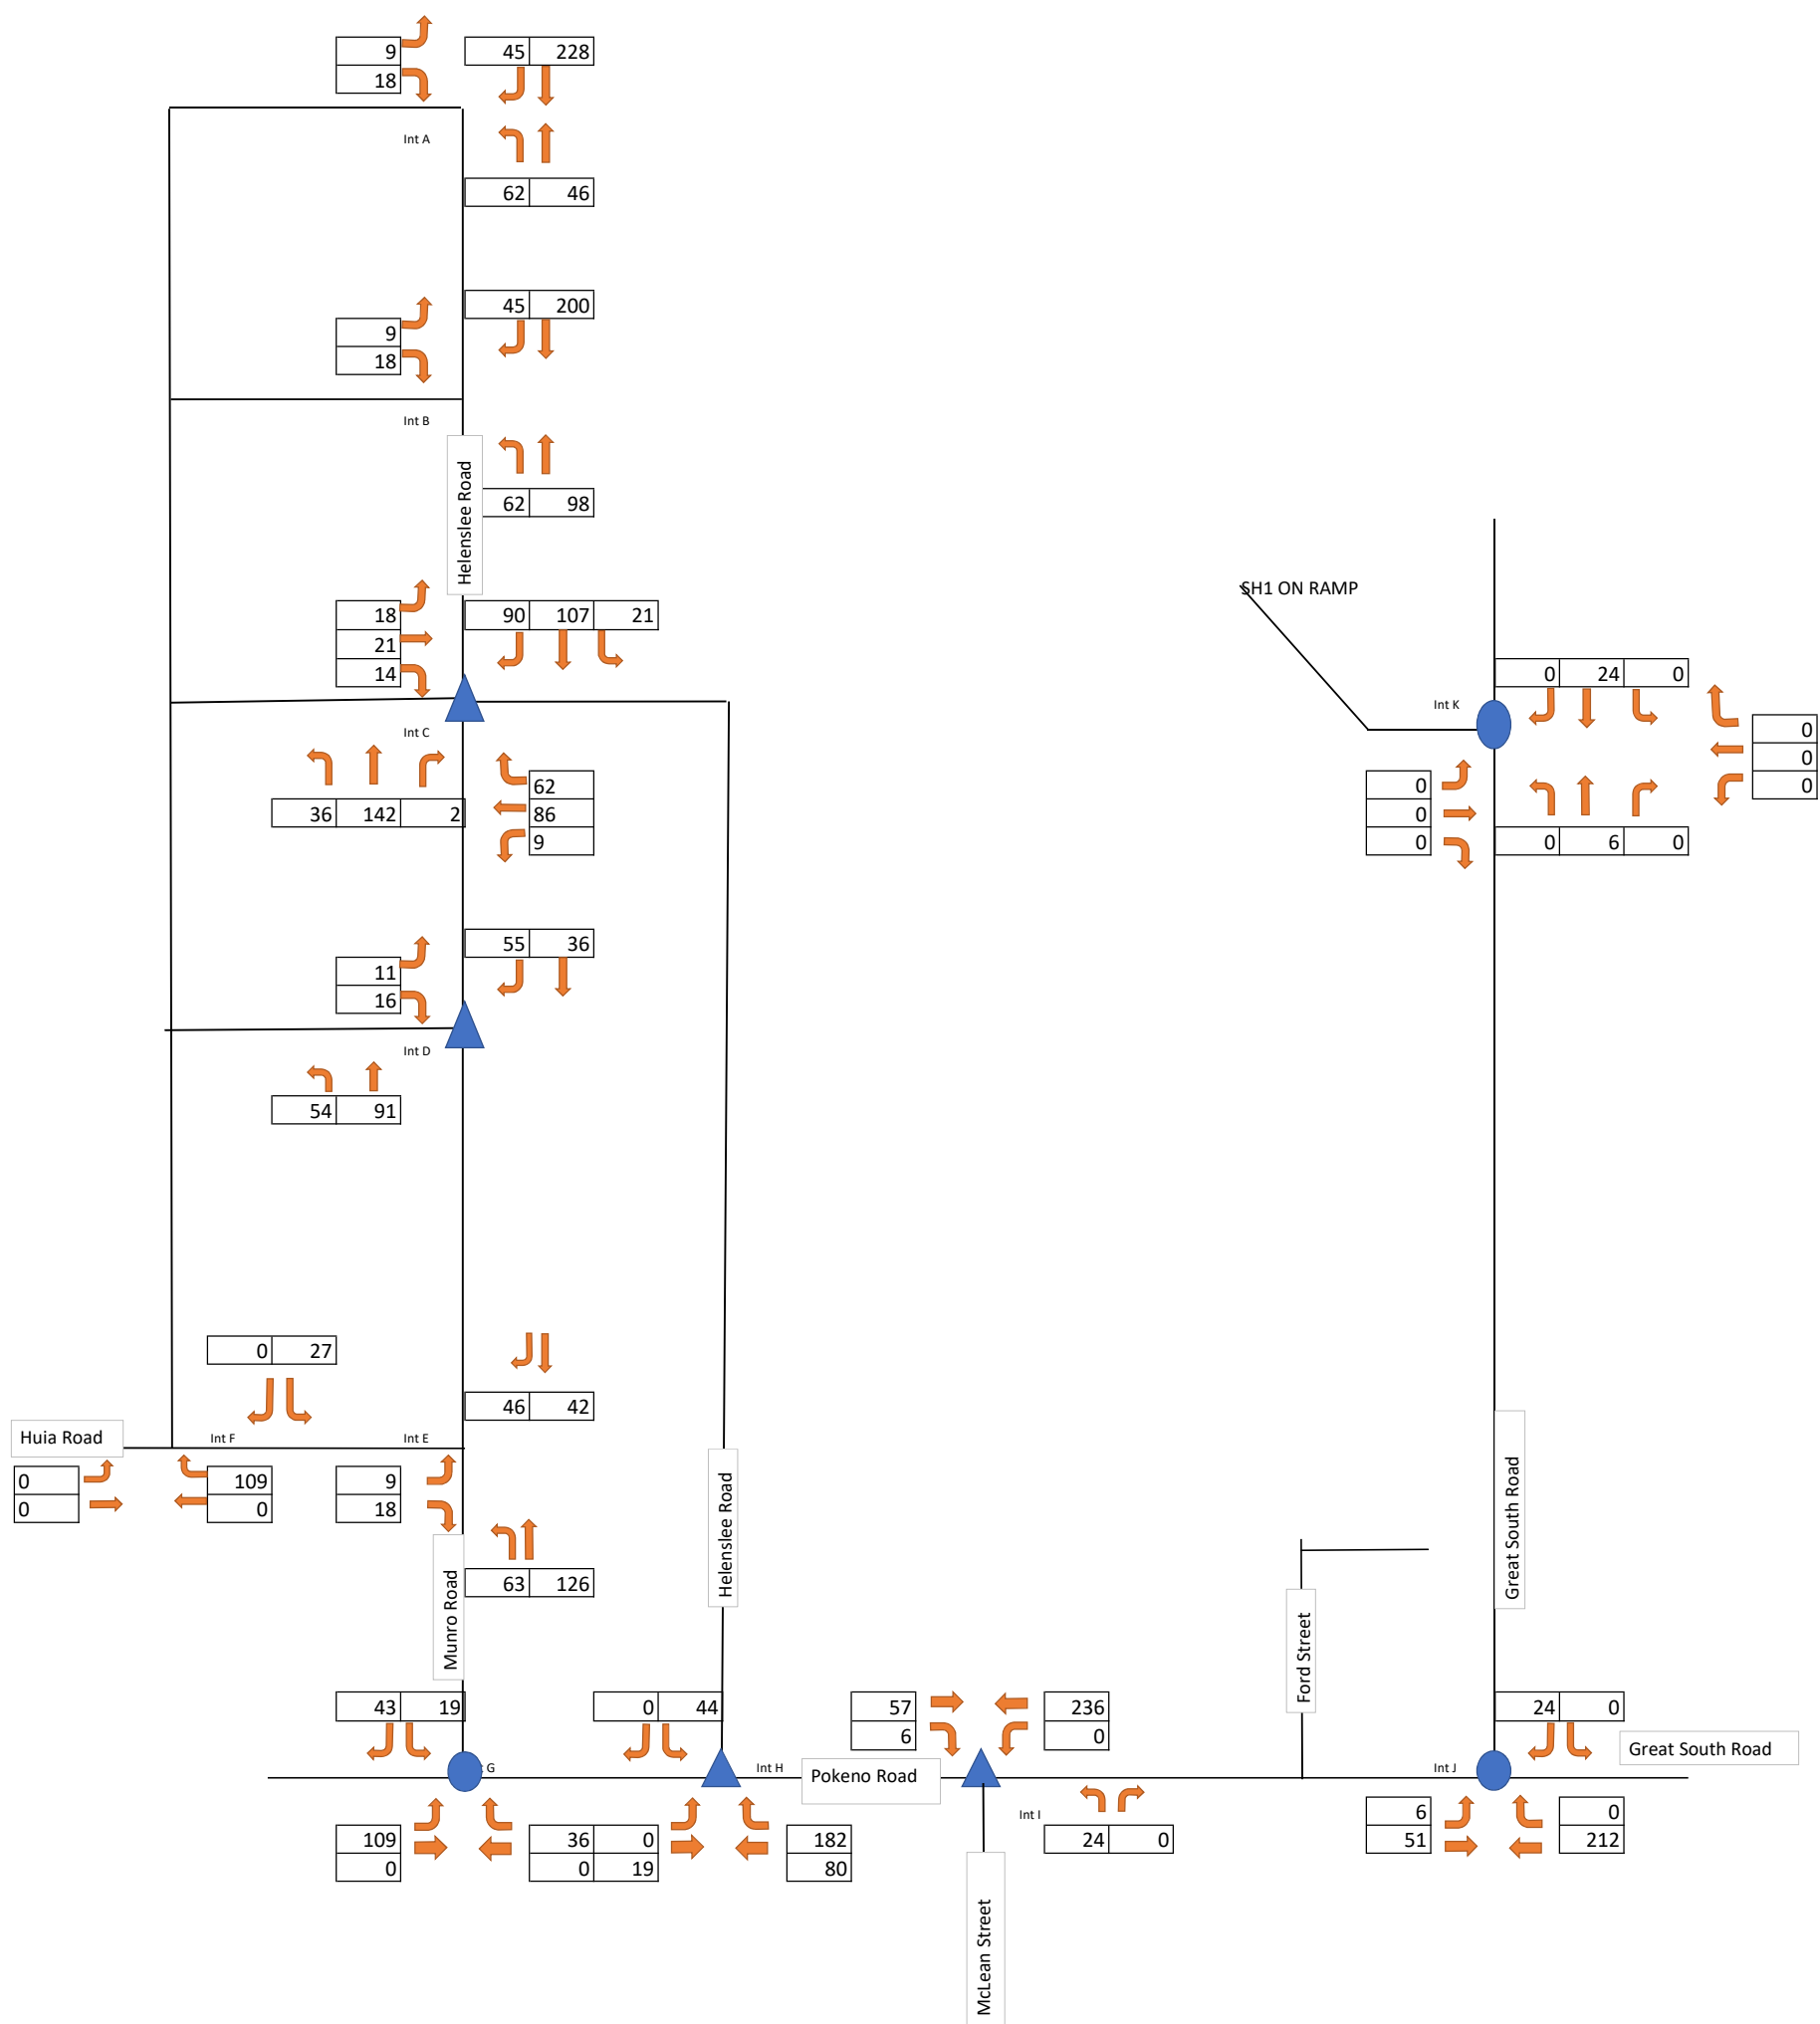 9
45 228
18
Int A
62 46
45 200
9
18
Int B
Helenslee Road
62 98
SH1 ON RAMP
18
90 107 21
21
14
0 24 0
Int K
Int C
0
0
0
62
36 142 2
86
9
0
0
0
0 6 0
55 36
11
16
Int D
54 91
0 27
46 42
Huia Road
Int F
Int E
0
0
109
0
9
18
Helenslee Road
Great South Road
63 126
Munro Road
Ford Street
43 19
0 44
57
6
236
0
24 0
Great South Road
G
Int H
Pokeno Road
Int J
Int I
109
0
36 0
0 19
182
80
24 0
6
51
0
212
McLean Street